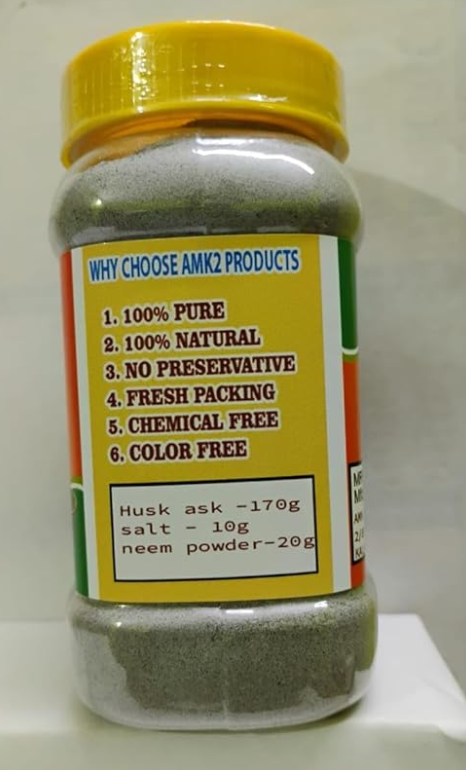 WHY CHOOSE AMK2 PRODUCTS
1. 100% PURE
2. 100% NATURAL
3. NO PRESERVATIVE
4. FRESH PACKING
5. CHEMICAL FREE
6. COLOR FREE
Husk ask -170g
salt - 10g
neem powder-20g